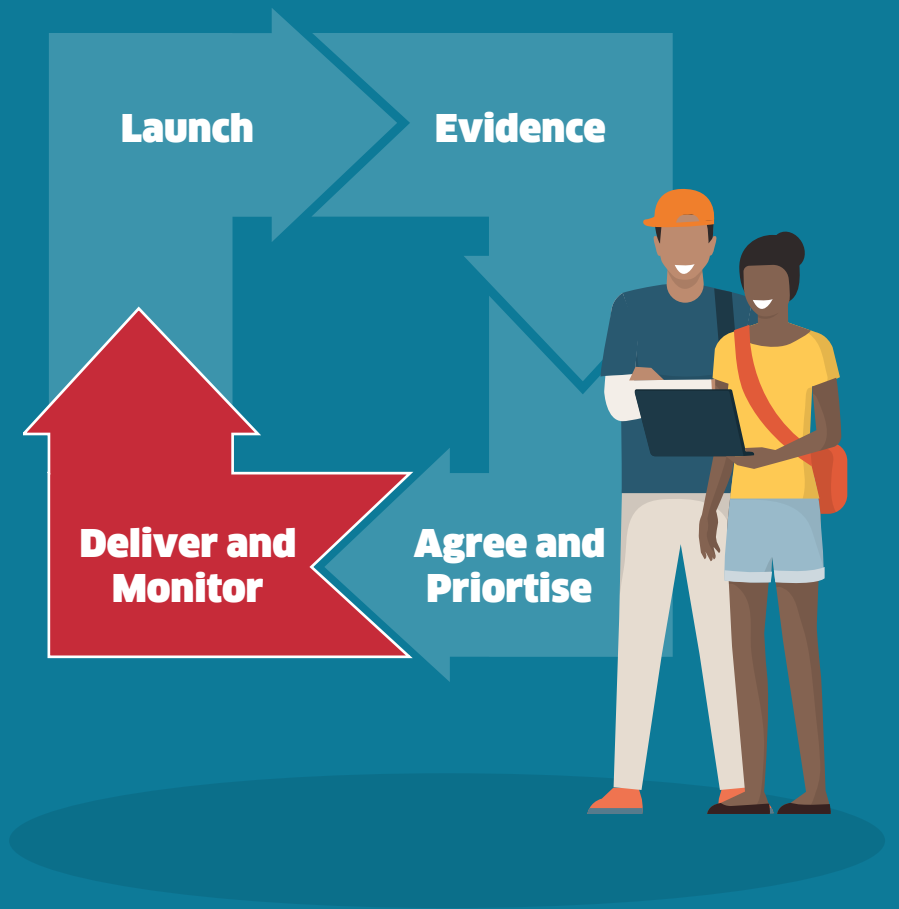 Launch
Evidence
Deliver and
Monitor
Agree and
Priortise